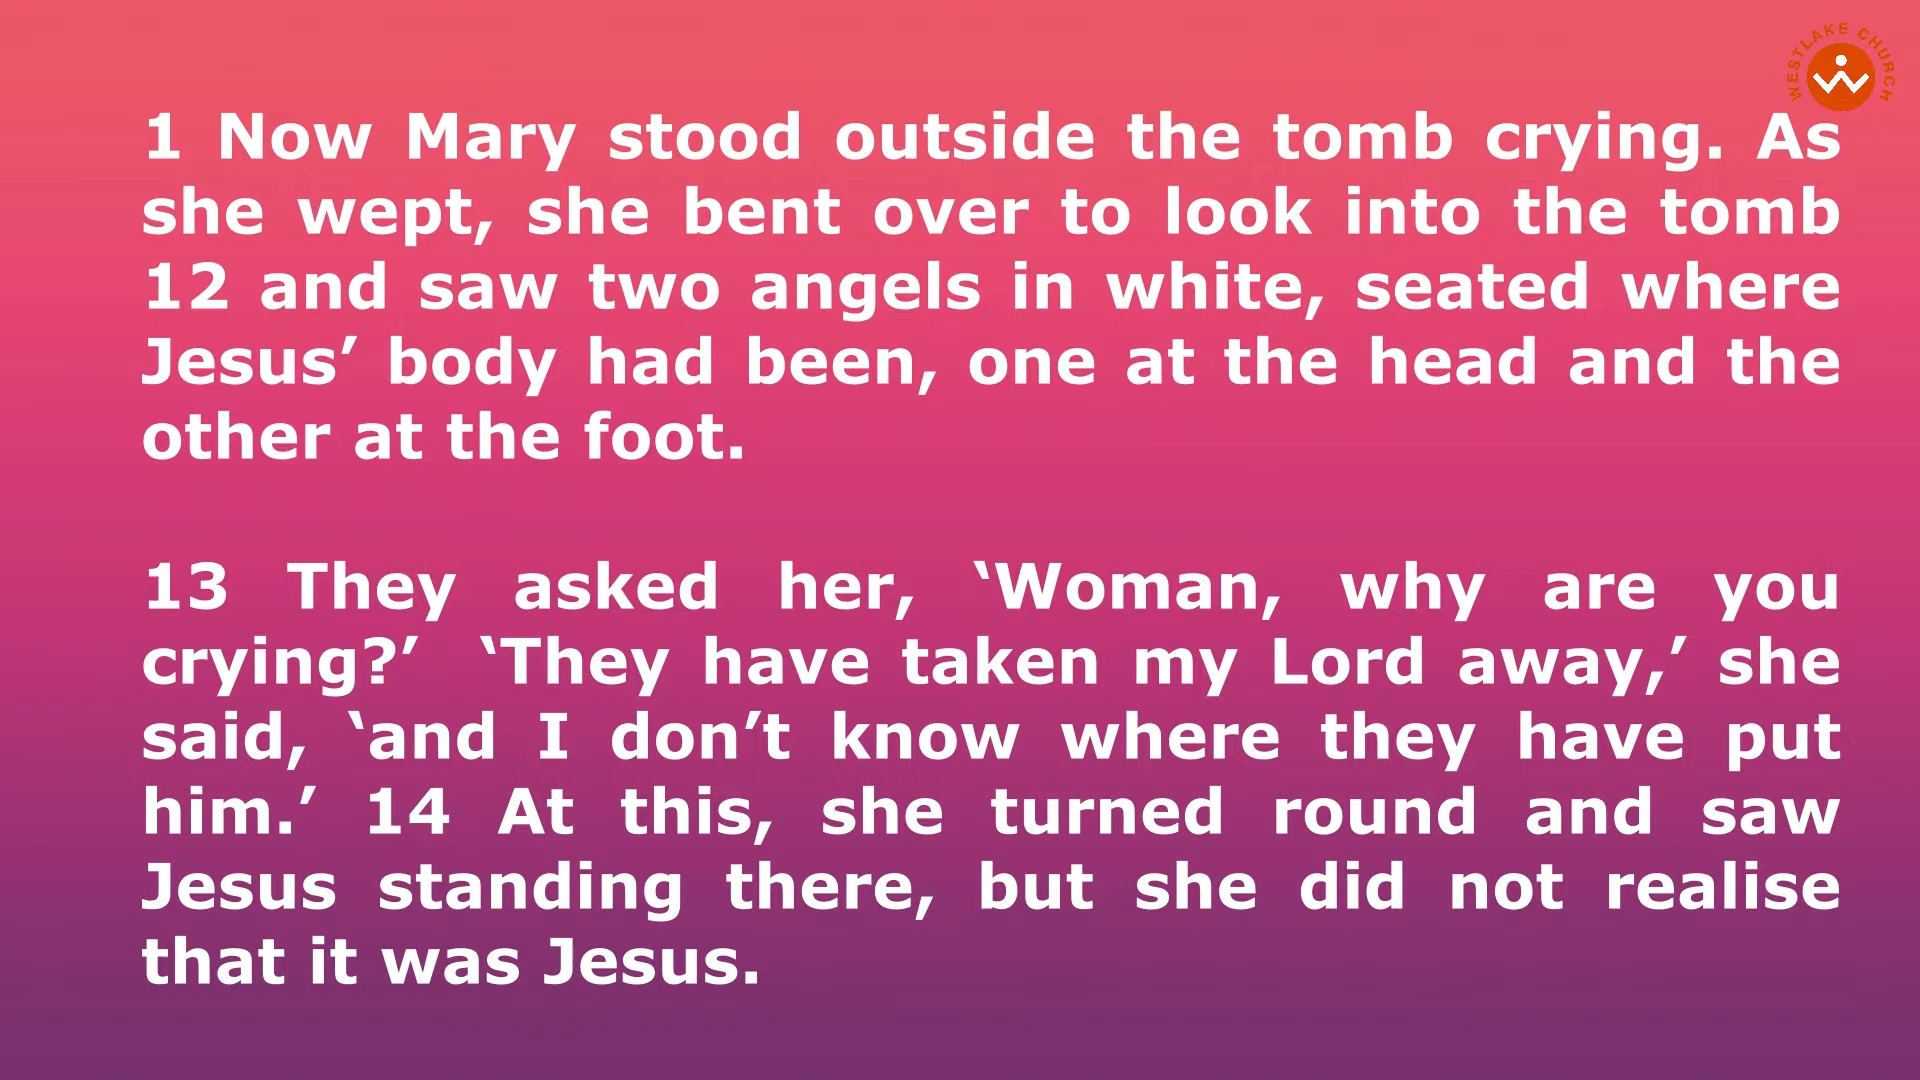 WESTLAKE CHURCH
1 Now Mary stood outside the tomb crying. As
she wept, she bent over to look into the tomb
12 and saw two angels in white, seated where
Jesus’ body had been, one at the head and the
other at the foot.
13 They asked her, ‘Woman, why are you
crying?’ ‘They have taken my Lord away,’ she
said, ‘and I don’t know where they have put
him.’ 14 At this, she turned round and saw
Jesus standing there, but she did not realise
that it was Jesus.